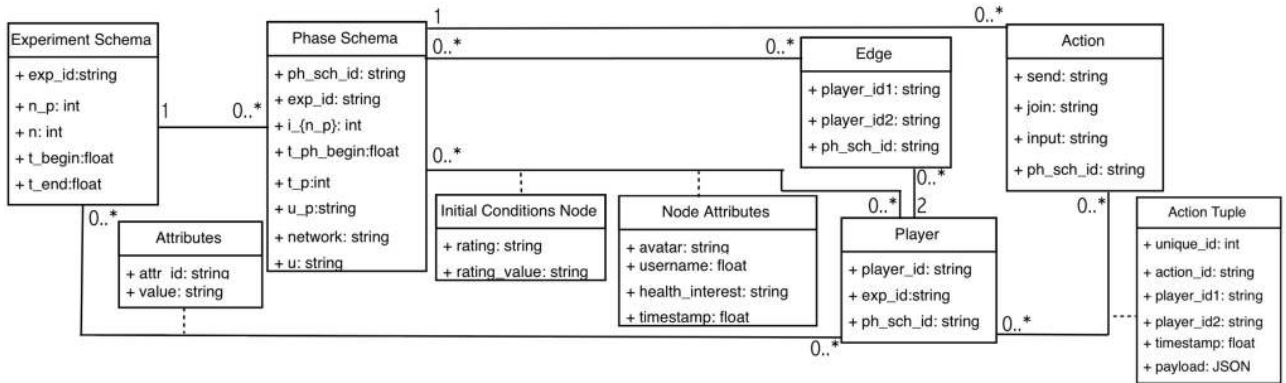 Experiment Schema
+ exp_id:string
+ n_p: int
+ n: int
+ t_begin:float
+ t_end:float
1
0..*
0..*
Attributes
+ attr_id: string
+ value: string
Phase Schema
+ ph_sch_id: string
+ exp_id: string
+ i_{n_p}: int
+ t_ph_begin:float
+ t_p:int
+ u_p:string
+ network: string
+ u: string
1
0..*
0..*
0..*
0..*
Initial Conditions Node
+ rating: string
+ rating_value: string
Node Attributes
+ avatar: string
+ username: float
+ health_interest: string
+ timestamp: float
Edge
+ player_id1: string
+ player_id2: string
+ ph_sch_id: string
0..*
0..*
2
Player
+ player_id: string
+ exp_id:string
+ ph_sch_id: string
0..*
0..*
Action
+ send: string
+ join: string
+ input: string
+ ph_sch_id: string
0..*
Action Tuple
+ unique_id: int
+ action_id: string
+ player_id1: string
+ player_id2: string
+ timestamp: float
+ payload: JSON